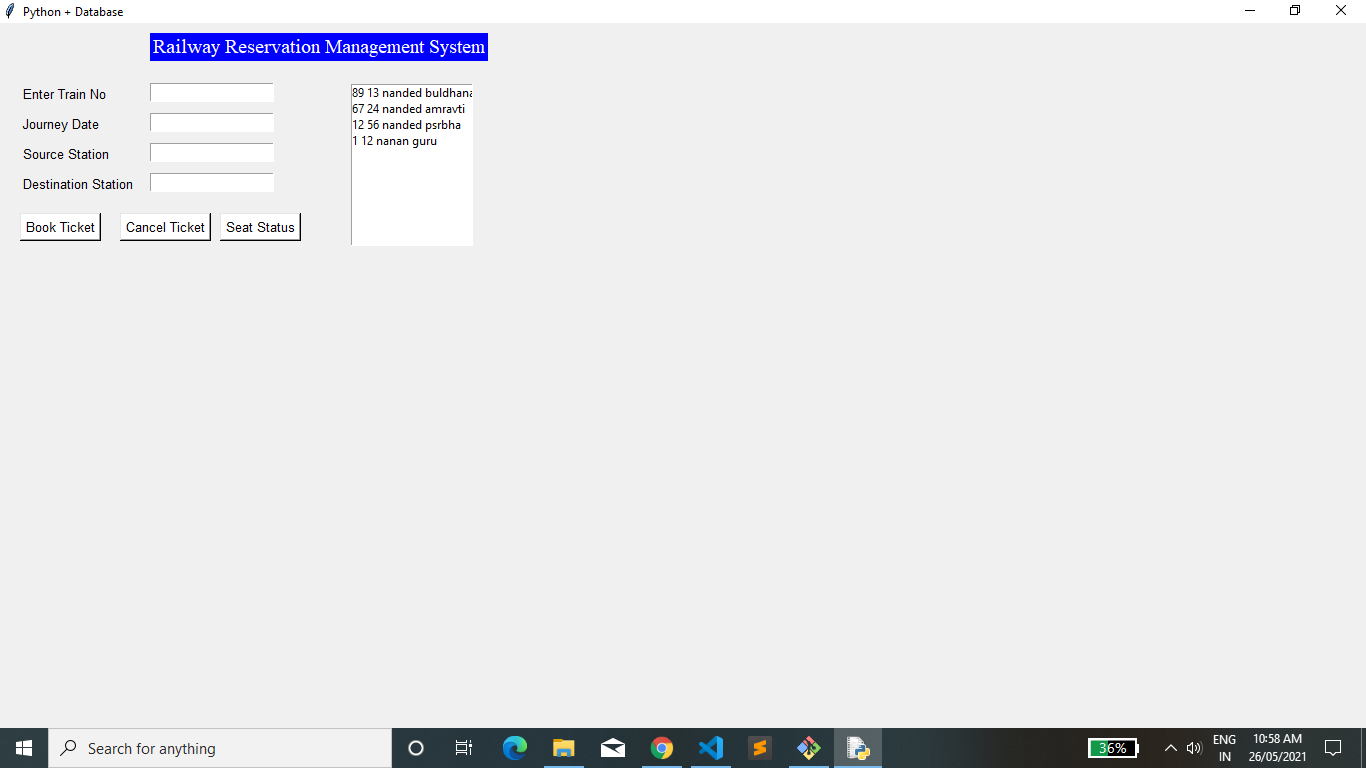 Python + Database
Railway Reservation Management System
Enter Train No
Journey Date
Source Station
Destination Station
Book Ticket
Cancel Ticket
Seat Status
89 13 nanded buldhana
67 24 nanded amravti
12 56 nanded psrbha
1 12 nanan guru
Search for anything
36%
ENG
IN
10:58 AM
26/05/2021